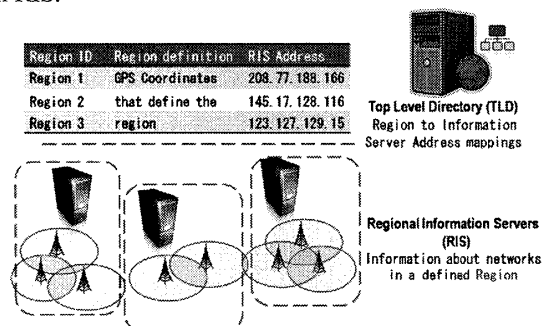 Region ID Region definition RIS Address
Region 1 GPS Coordinates 208. 77. 188. 166
Region 2 that define the 145. 17. 128. 116
Region 3 region 123. 127. 129. 15
Top Level Directory (TLD)
Region to Information
Server Address mappings
Regional Information Servers
(RIS)
Information about networks
in a defined Region